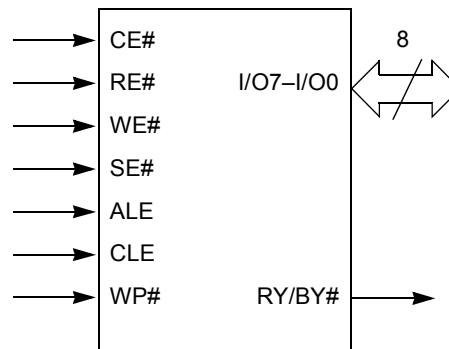 8
CE#
RE#
I/O7–I/O0
WE#
SE#
ALE
CLE
WP#
RY/BY#